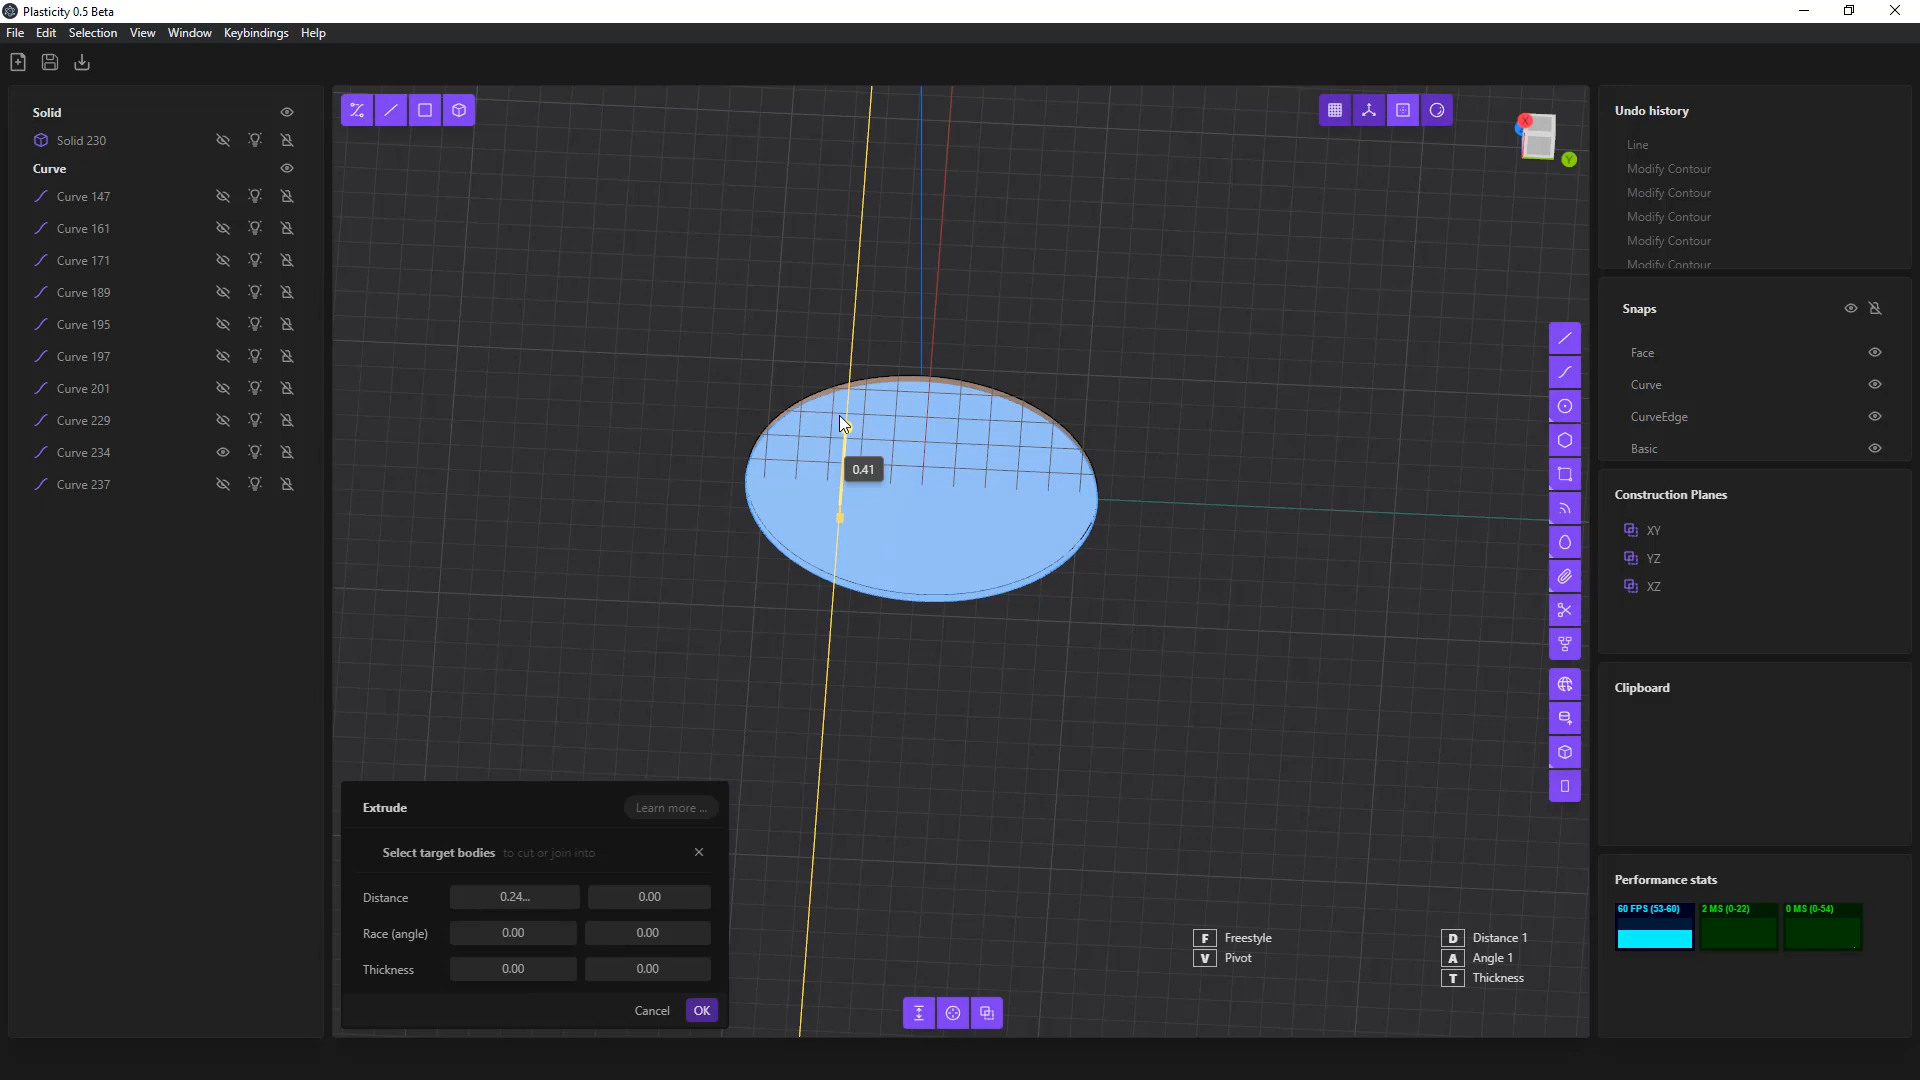 Plasticity 0.5 Beta
File Edit Selection View Window Keybindings Help
Solid
Solid 230
Curve
Curve 147
Curve 161
Curve 171
Curve 189
Curve 195
Curve 197
Curve 201
Curve 229
Curve 234
Curve 237
X
Y
0.41
Extrude
Learn more ...
Select target bodies to cut or join into
Distance 0.24... 0.00
Race (angle) 0.00 0.00
Thickness 0.00 0.00
Cancel OK
F Freestyle
V Pivot
D Distance 1
A Angle 1
T Thickness
Undo history
Line
Modify Contour
Modify Contour
Modify Contour
Modify Contour
Modify Contour
Snaps
Face
Curve
CurveEdge
Basic
Construction Planes
XY
YZ
XZ
Clipboard
Performance stats
60 FPS (53-60) 2 MS (0-22) 0 MS (0-54)